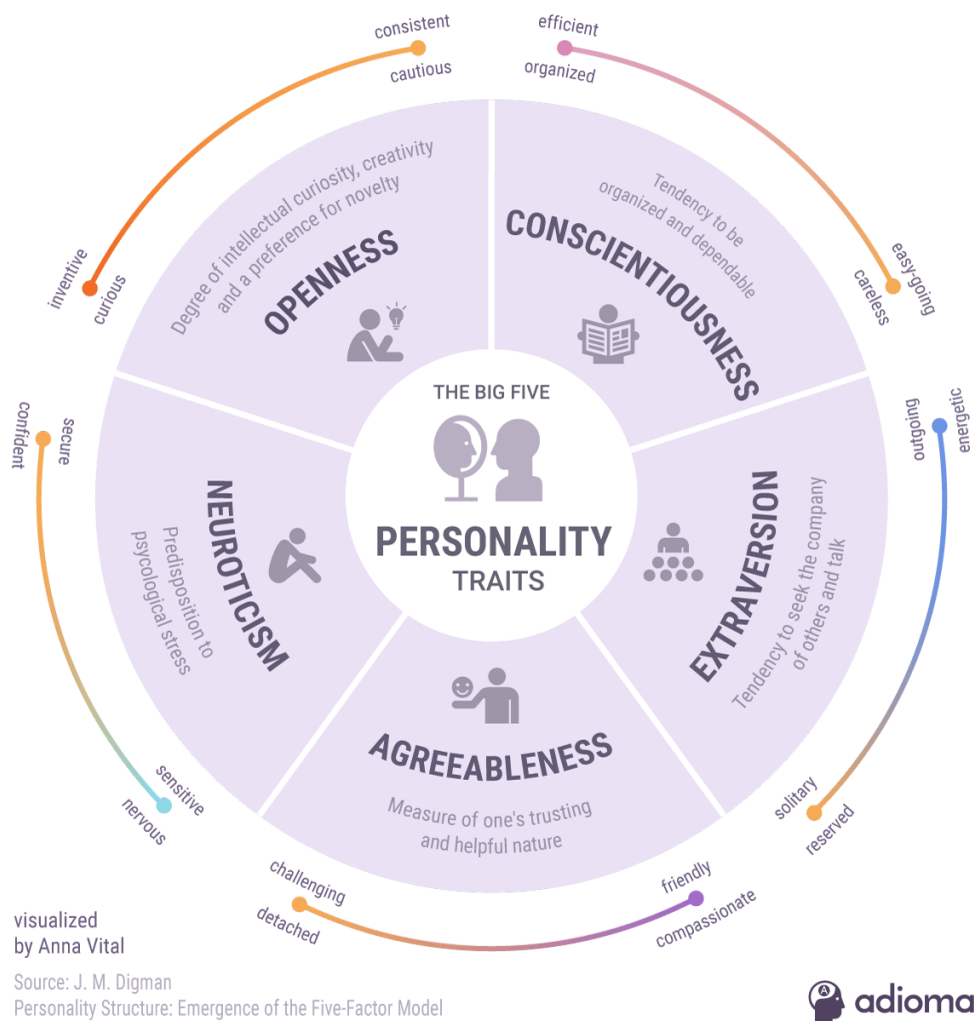 THE BIG FIVE
PERSONALITY
TRAITS
consistent
cautious
inventive
curious
Degree of intellectual curiosity, creativity
and a preference for novelty
OPENNESS
efficient
organized
easy-going
careless
Tendency to be
organized and dependable
CONSCIENTIOUSNESS
energetic
outgoing
solitary
reserved
EXTRAVERSION
Tendency to seek the company
of others and talk
AGREEABLENESS
Measure of one's trusting
and helpful nature
challenging
detached
friendly
compassionate
NEUROTICISM
Predisposition to
psycological stress
secure
confident
sensitive
nervous
visualized
by Anna Vital
Source: J. M. Digman
Personality Structure: Emergence of the Five-Factor Model
A
adioma